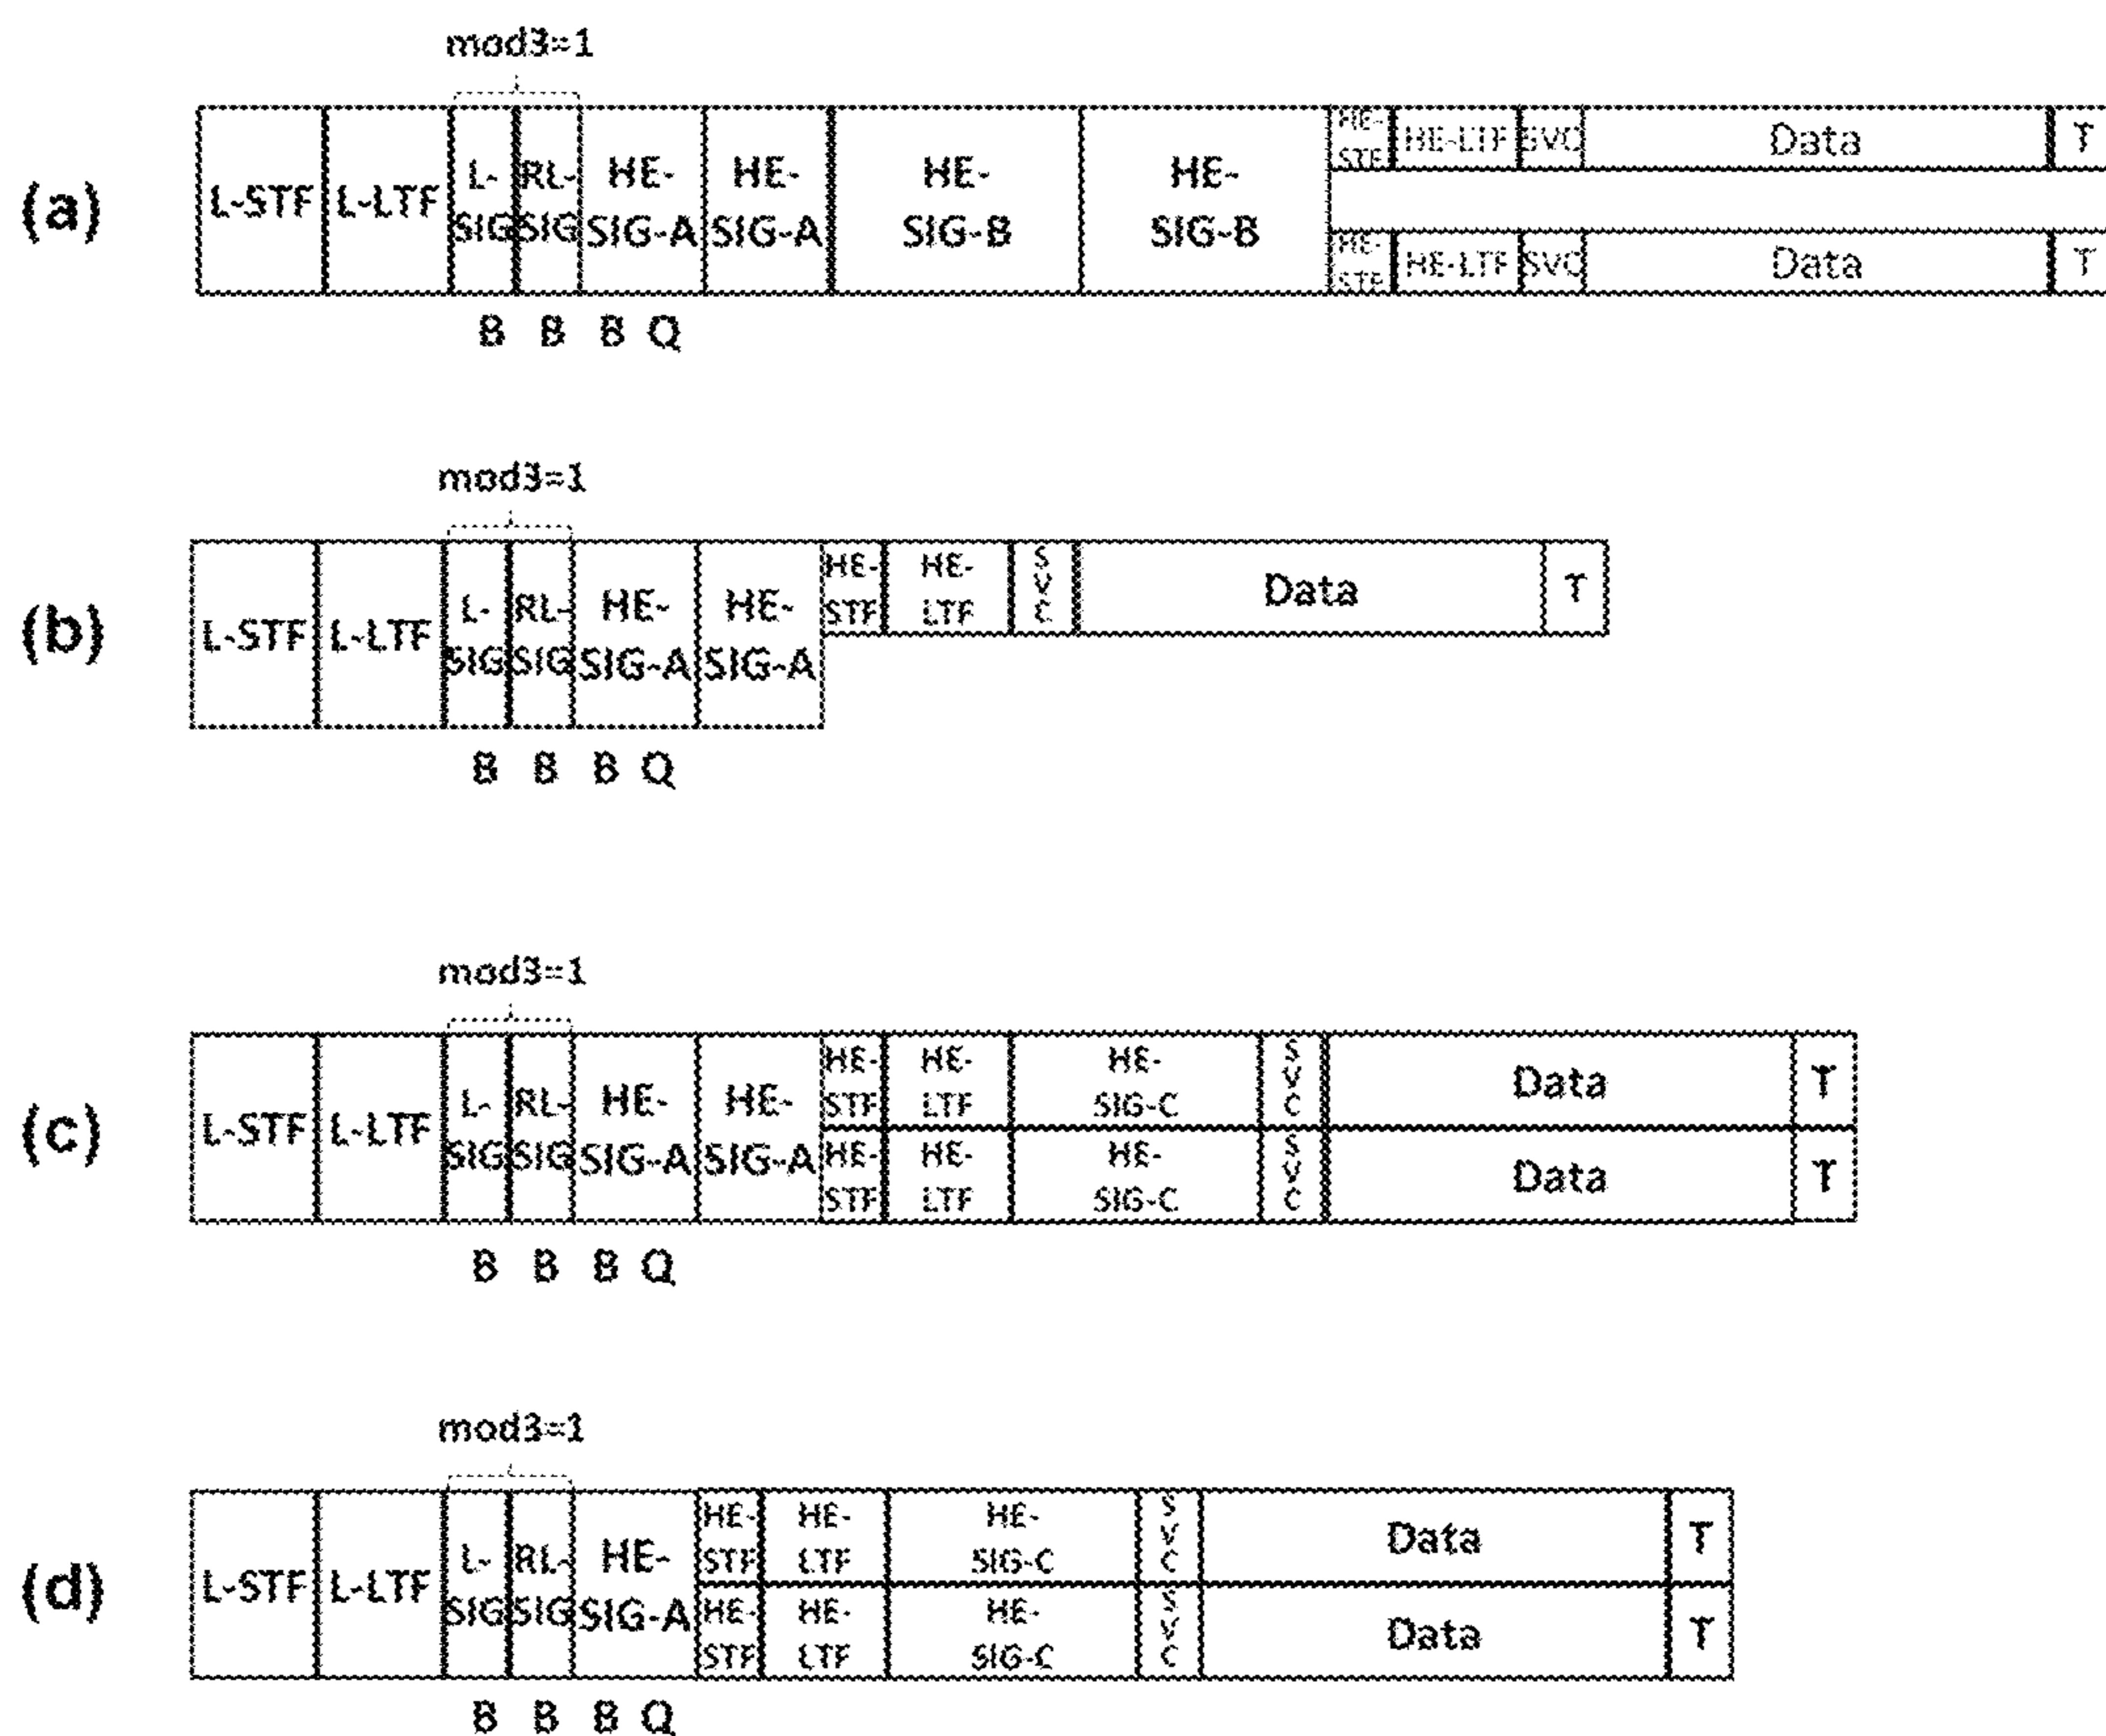 mod3=1
(a)
L-STF L-LTF L-SIG RL-SIG HE-SIG-A HE-SIG-A HE-SIG-B HE-SIG-B HE-STF HE-LTF SVC Data T
HE-STF HE-LTF SVC Data T
B B B Q
mod3=1
(b)
L-STF L-LTF L-SIG RL-SIG HE-SIG-A HE-SIG-A HE-STF HE-LTF SVC Data T
B B B Q
mod3=1
(c)
L-STF L-LTF L-SIG RL-SIG HE-SIG-A HE-SIG-A HE-STF HE-LTF HE-SIG-C SVC Data T
HE-STF HE-LTF HE-SIG-C SVC Data T
B B B Q
mod3=1
(d)
L-STF L-LTF L-SIG RL-SIG HE-SIG-A HE-STF HE-LTF HE-SIG-C SVC Data T
HE-STF HE-LTF HE-SIG-C SVC Data T
B B B Q